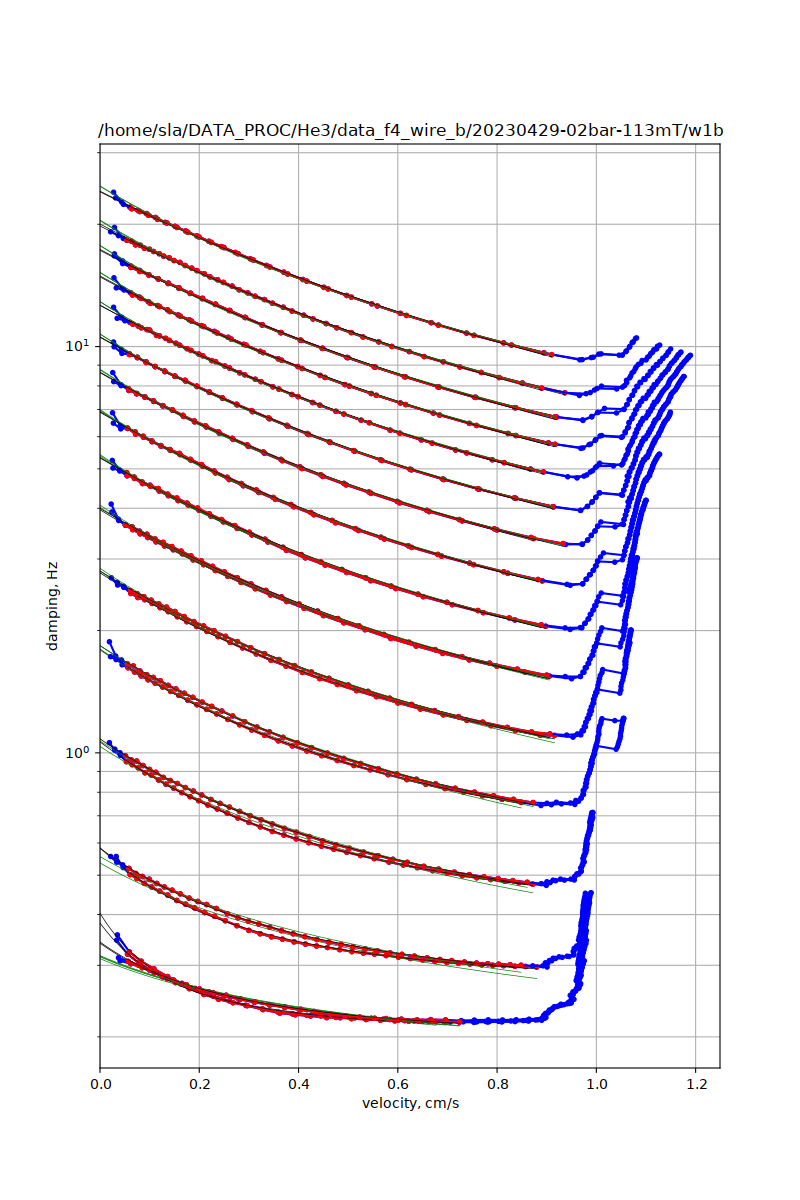 /home/sla/DATA_PROC/He3/data_f4_wire_b/20230429-02bar-113mT/w1b
damping, Hz
10¹
10⁰
0.0 0.2 0.4 0.6 0.8 1.0 1.2
velocity, cm/s